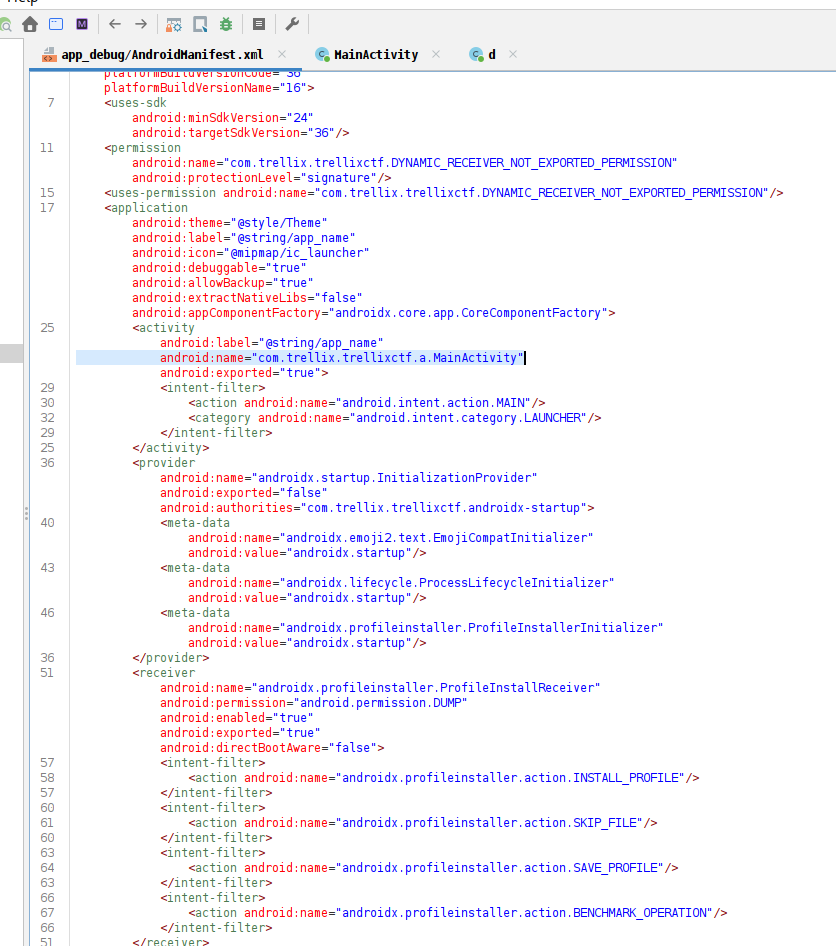 Help
app_debug/AndroidManifest.xml
MainActivity
d
platformBuildVersionCode="36"
platformBuildVersionName="16">
7 <uses-sdk
android:minSdkVersion="24"
android:targetSdkVersion="36"/>
11 <permission
android:name="com.trellix.trellixctf.DYNAMIC_RECEIVER_NOT_EXPORTED_PERMISSION"
android:protectionLevel="signature"/>
15 <uses-permission android:name="com.trellix.trellixctf.DYNAMIC_RECEIVER_NOT_EXPORTED_PERMISSION"/>
17 <application
android:theme="@style/Theme"
android:label="@string/app_name"
android:icon="@mipmap/ic_launcher"
android:debuggable="true"
android:allowBackup="true"
android:extractNativeLibs="false"
android:appComponentFactory="androidx.core.app.CoreComponentFactory">
25 <activity
android:label="@string/app_name"
android:name="com.trellix.trellixctf.a.MainActivity"
android:exported="true">
29 <intent-filter>
30 <action android:name="android.intent.action.MAIN"/>
32 <category android:name="android.intent.category.LAUNCHER"/>
29 </intent-filter>
25 </activity>
36 <provider
android:name="androidx.startup.InitializationProvider"
android:exported="false"
android:authorities="com.trellix.trellixctf.androidx-startup">
40 <meta-data
android:name="androidx.emoji2.text.EmojiCompatInitializer"
android:value="androidx.startup"/>
43 <meta-data
android:name="androidx.lifecycle.ProcessLifecycleInitializer"
android:value="androidx.startup"/>
46 <meta-data
android:name="androidx.profileinstaller.ProfileInstallerInitializer"
android:value="androidx.startup"/>
36 </provider>
51 <receiver
android:name="androidx.profileinstaller.ProfileInstallReceiver"
android:permission="android.permission.DUMP"
android:enabled="true"
android:exported="true"
android:directBootAware="false">
57 <intent-filter>
58 <action android:name="androidx.profileinstaller.action.INSTALL_PROFILE"/>
57 </intent-filter>
60 <intent-filter>
61 <action android:name="androidx.profileinstaller.action.SKIP_FILE"/>
60 </intent-filter>
63 <intent-filter>
64 <action android:name="androidx.profileinstaller.action.SAVE_PROFILE"/>
63 </intent-filter>
66 <intent-filter>
67 <action android:name="androidx.profileinstaller.action.BENCHMARK_OPERATION"/>
66 </intent-filter>
51 </receiver>